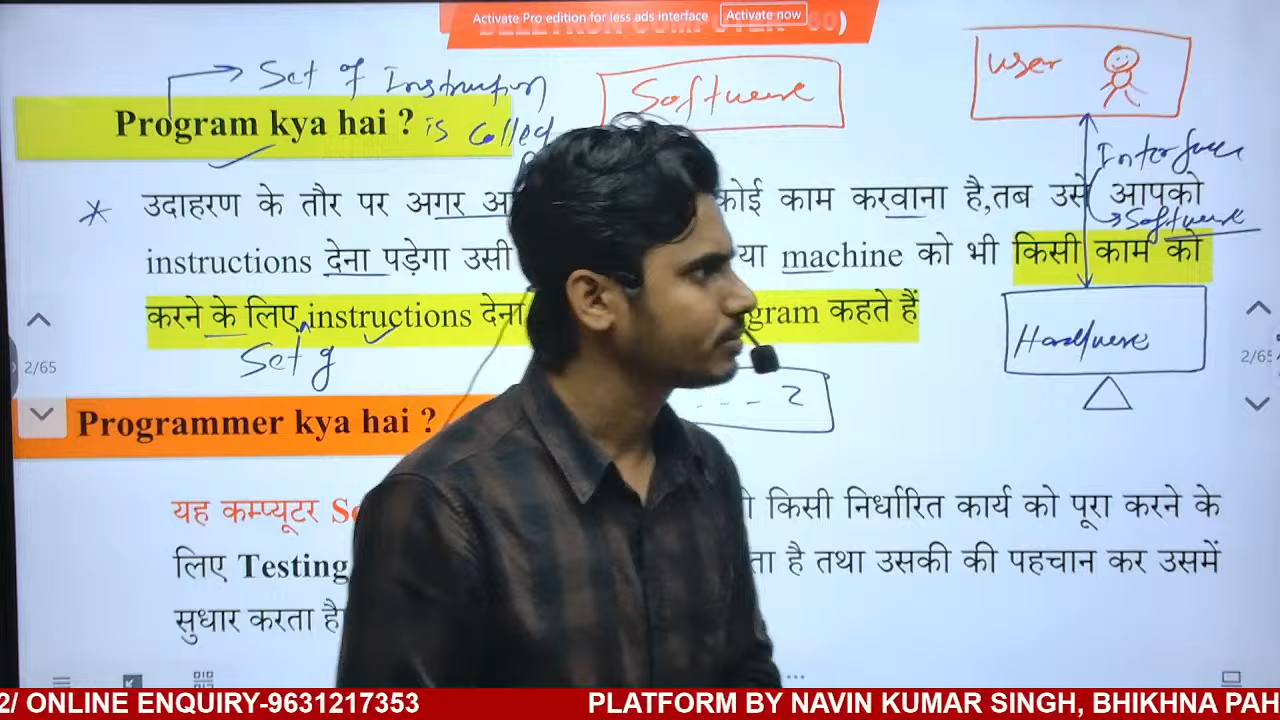 Activate Pro edition for less ads interface Activate now
Set of Instruction
Software
User
Program kya hai ? is Called
Interface
उदाहरण के तौर पर अगर कोई काम करवाना है,तब उसे आपको
Software
instructions देना पड़ेगा उसी या machine को भी किसी काम को
करने के लिए instructions देना gram कहते हैं
Set of
Hardware
2/65
2/65
Programmer kya hai ?
यह कम्प्यूटर किसी निर्धारित कार्य को पूरा करने के
लिए Testing है तथा उसकी की पहचान कर उसमें
सुधार करता है
2/ ONLINE ENQUIRY-9631217353 PLATFORM BY NAVIN KUMAR SINGH, BHIKHNA PAH